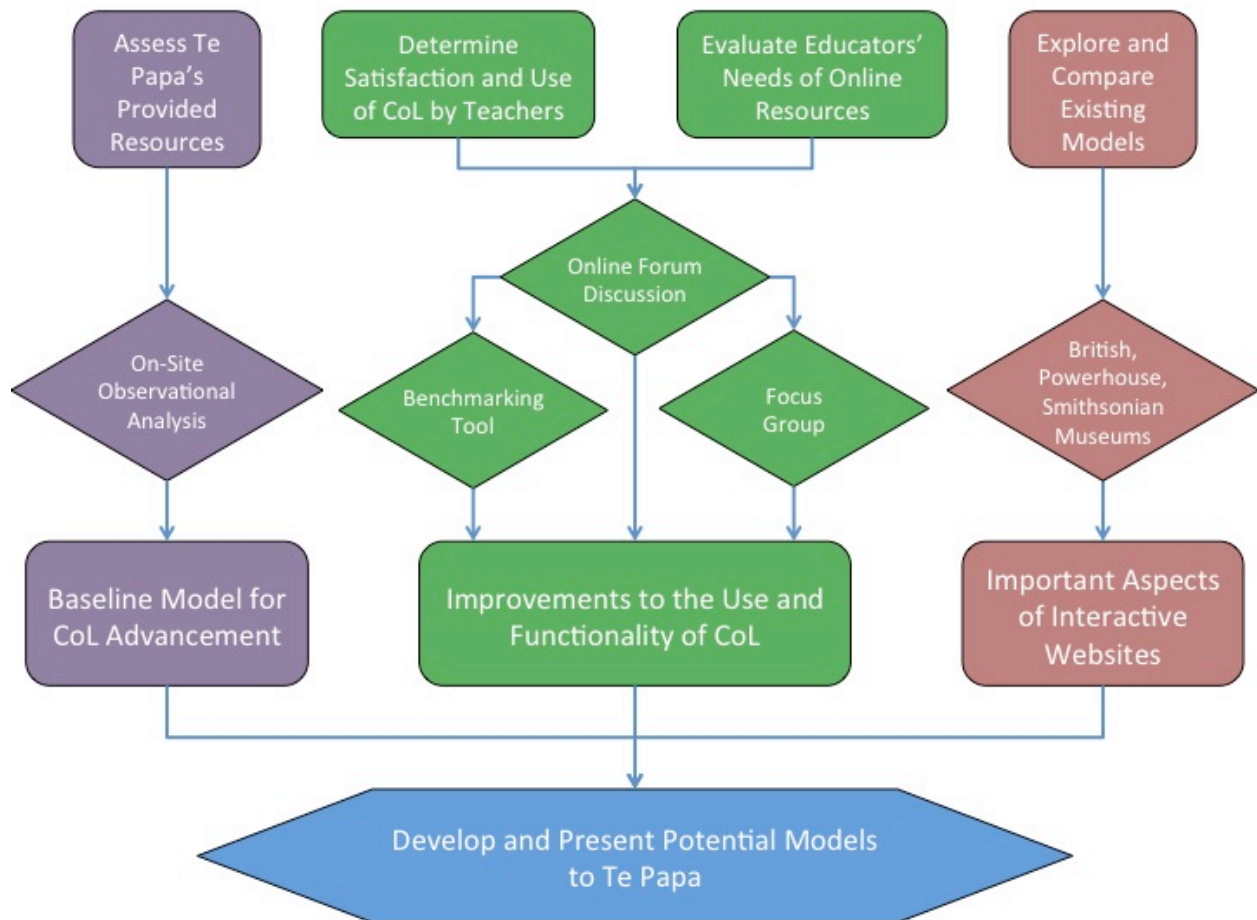 Assess Te
Papa's
Provided
Resources
Determine
Satisfaction and Use
of CoL by Teachers
Evaluate Educators'
Needs of Online
Resources
Explore and
Compare
Existing
Models
Online Forum
Discussion
On-Site
Observational
Analysis
Benchmarking
Tool
Focus
Group
British,
Powerhouse,
Smithsonian
Museums
Baseline Model for
CoL Advancement
Improvements to the Use and
Functionality of CoL
Important Aspects
of Interactive
Websites
Develop and Present Potential Models
to Te Papa